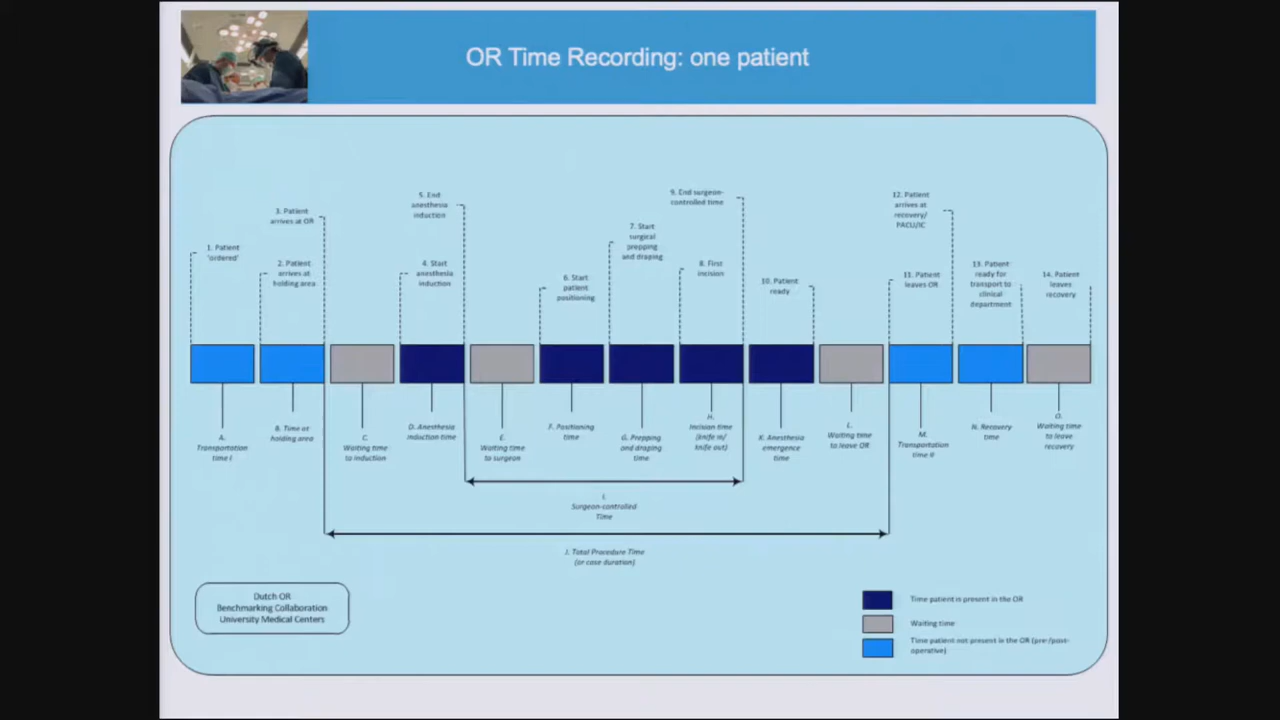 OR Time Recording: one patient
1. Patient
'ordered'
2. Patient
arrives at
holding area
3. Patient
arrives at OR
4. Start
anesthesia
induction
5. End
anesthesia
induction
6. Start
patient
positioning
7. Start
surgical
prepping
and draping
8. First
incision
9. End surgeon-
controlled time
10. Patient
ready
11. Patient
leaves OR
12. Patient
arrives at
recovery/
PACU/IC
13. Patient
ready for
transport to
clinical
department
14. Patient
leaves
recovery
A.
Transportation
time I
B. Time or
holding area
C.
Waiting time
to induction
D. Anesthesia
induction time
E.
Waiting time
to surgeon
F. Positioning
time
G. Prepping
and draping
time
H.
Incision time
(knife in/
knife out)
K. Anesthesia
emergence
time
L.
Waiting time
to leave OR
M.
Transportation
time II
N. Recovery
time
O.
Waiting time
to leave
recovery
I.
Surgeon-controlled
Time
J. Total Procedure Time
(or case duration)
Dutch OR
Benchmarking Collaboration
University Medical Centers
Time patient is present in the OR
Waiting time
Time patient not present in the OR (pre-/post-
operative)